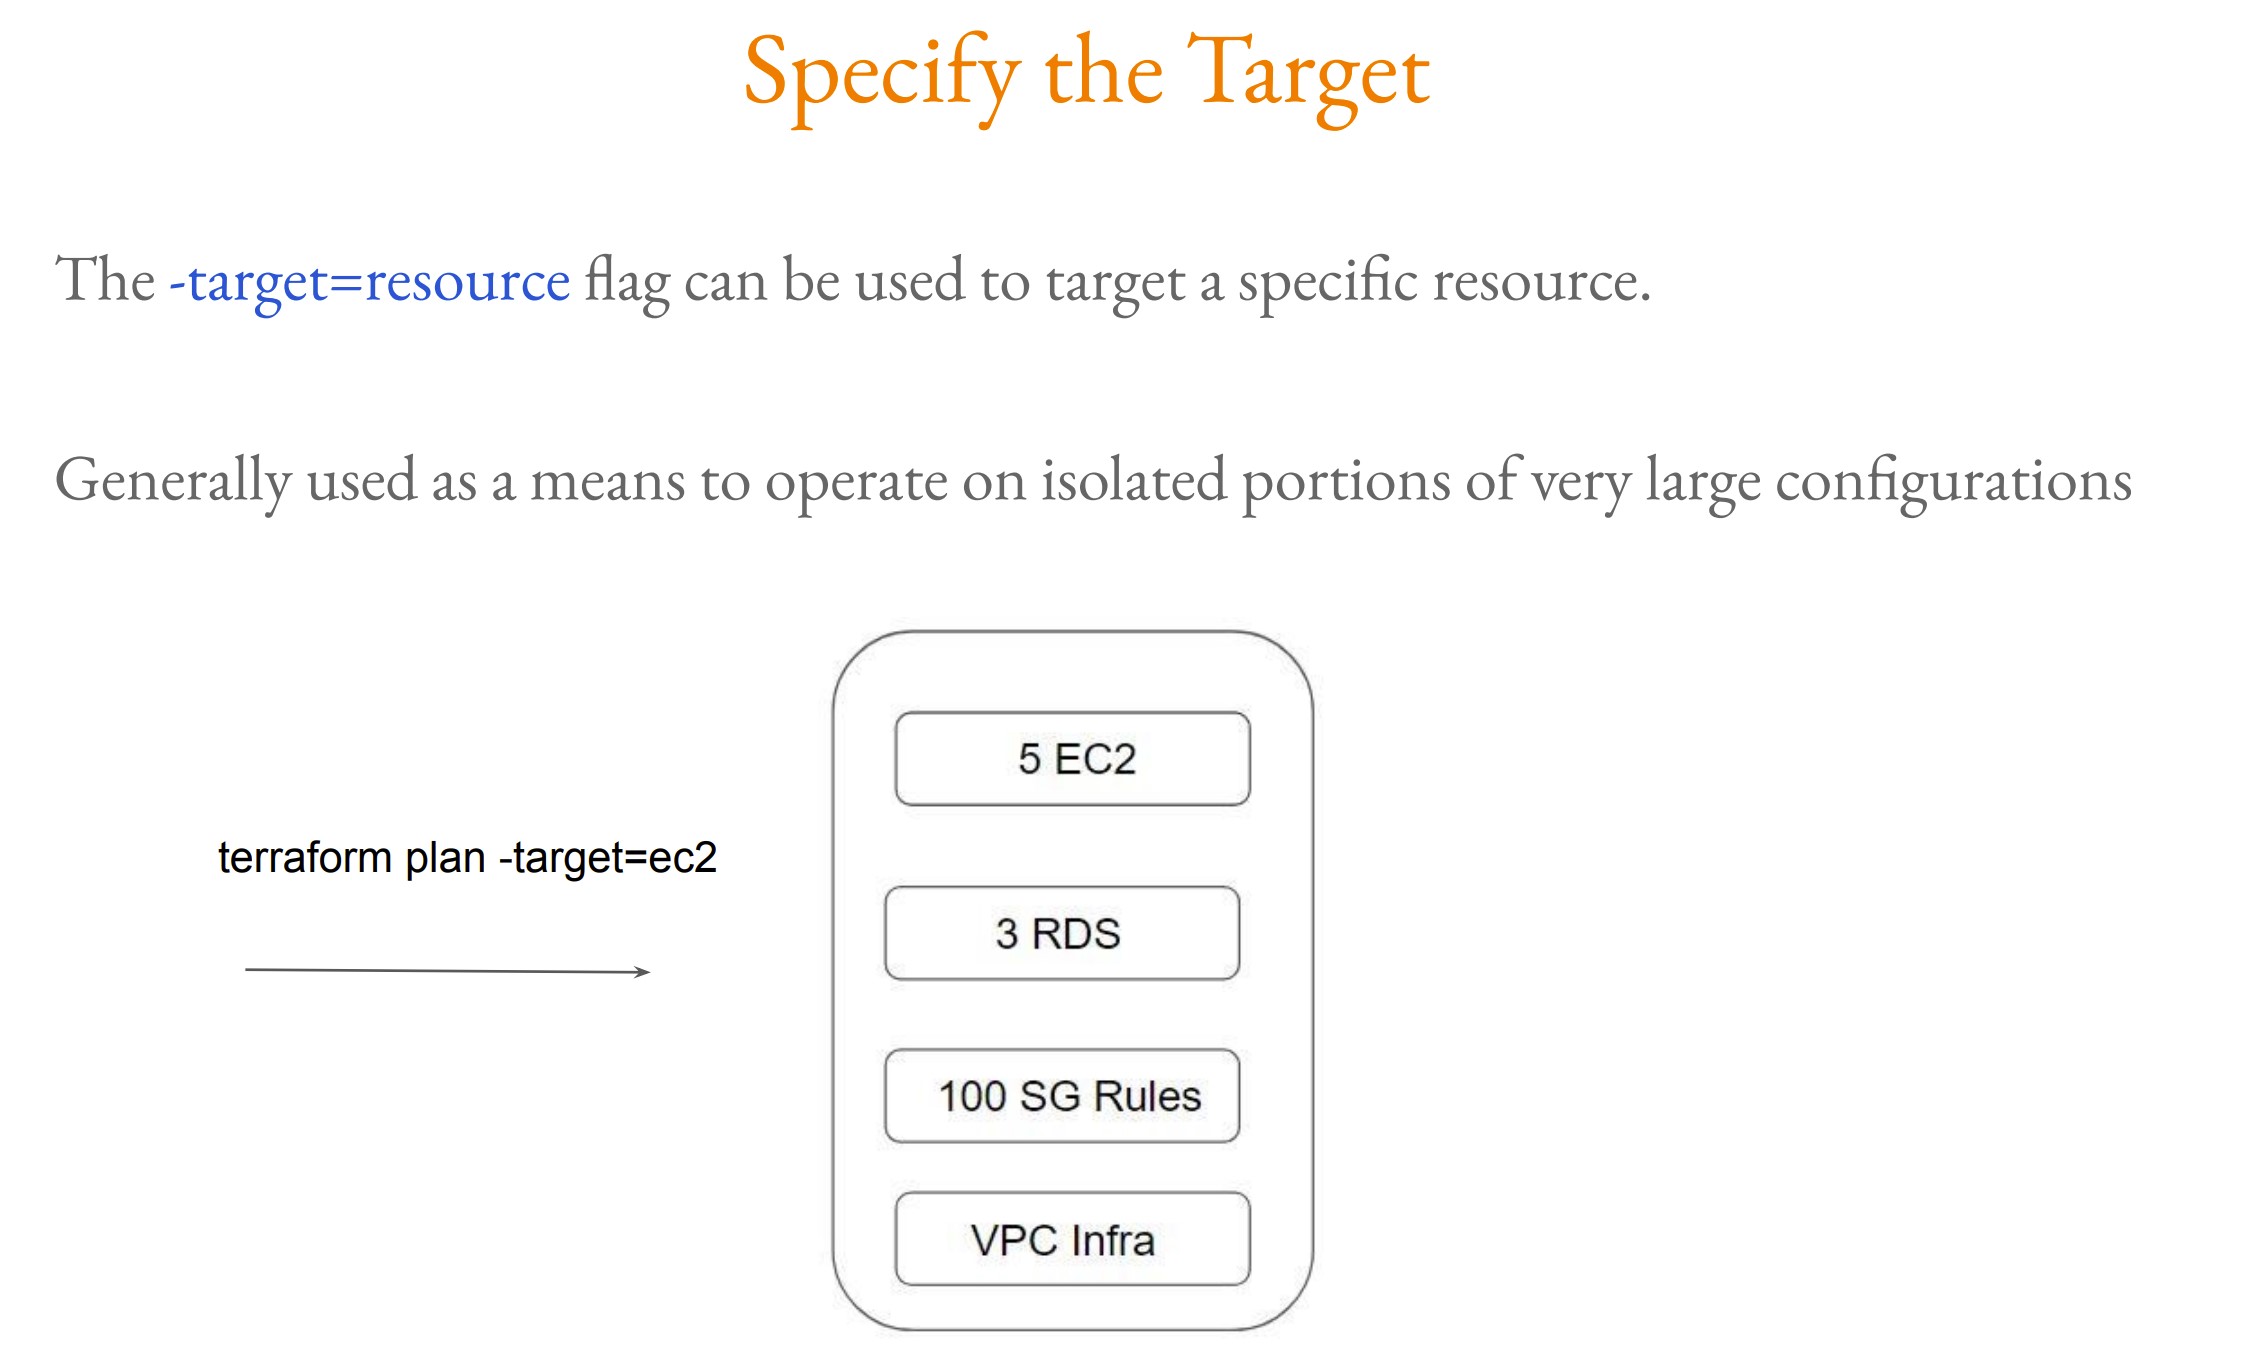 Specify the Target
The -target=resource flag can be used to target a specific resource.
Generally used as a means to operate on isolated portions of very large configurations
5 EC2
terraform plan -target=ec2
3 RDS
100 SG Rules
VPC Infra